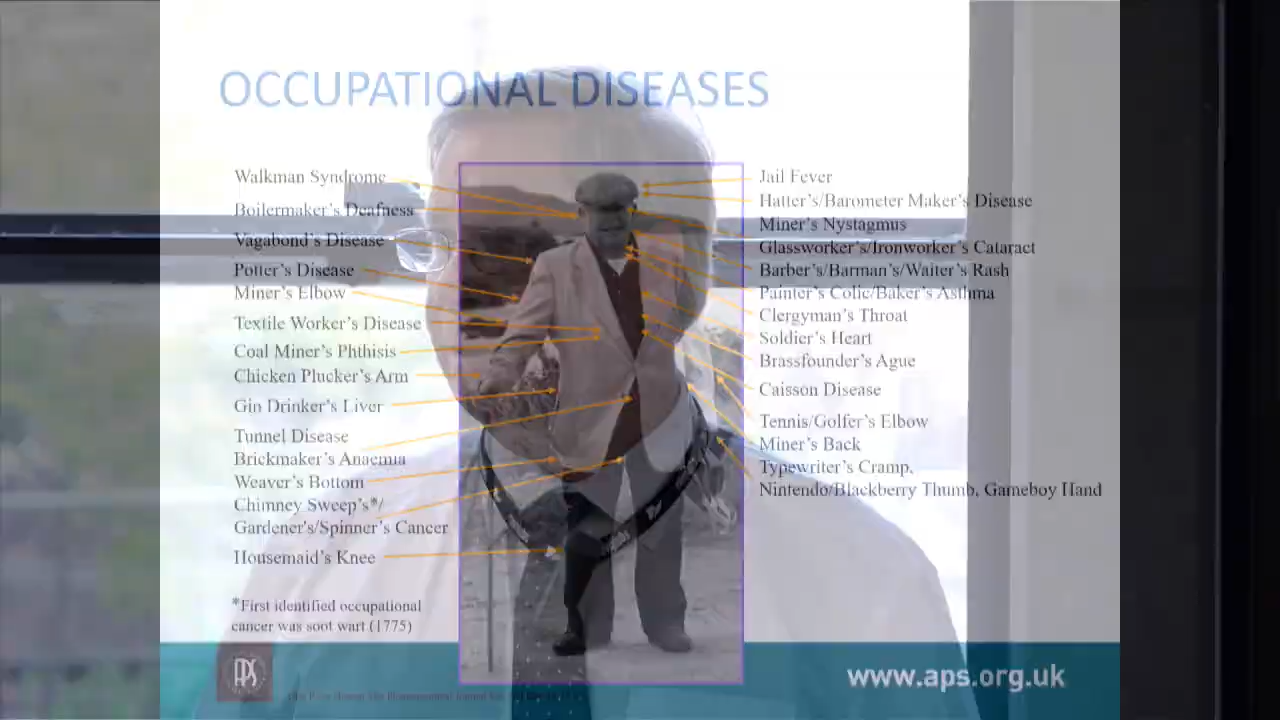 OCCUPATIONAL DISEASES
Walkman Syndrome
Boilermaker's Deafness
Vagabond's Disease
Potter's Disease
Miner's Elbow
Textile Worker's Disease
Coal Miner's Phthisis
Chicken Plucker's Arm
Gin Drinker's Liver
Tunnel Disease
Brickmaker's Anaemia
Weaver's Bottom
Chimney Sweep's*/
Gardener's/Spinner's Cancer
Housemaid's Knee
*First identified occupational
cancer was soot wart (1775)
Jail Fever
Hatter's/Barometer Maker's Disease
Miner's Nystagmus
Glassworker's/Ironworker's Cataract
Barber's/Barman's/Waiter's Rash
Painter's Colic/Baker's Asthma
Clergyman's Throat
Soldier's Heart
Brassfounder's Ague
Caisson Disease
Tennis/Golfer's Elbow
Miner's Back
Typewriter's Cramp,
Nintendo/Blackberry Thumb, Gameboy Hand
APS
www.aps.org.uk